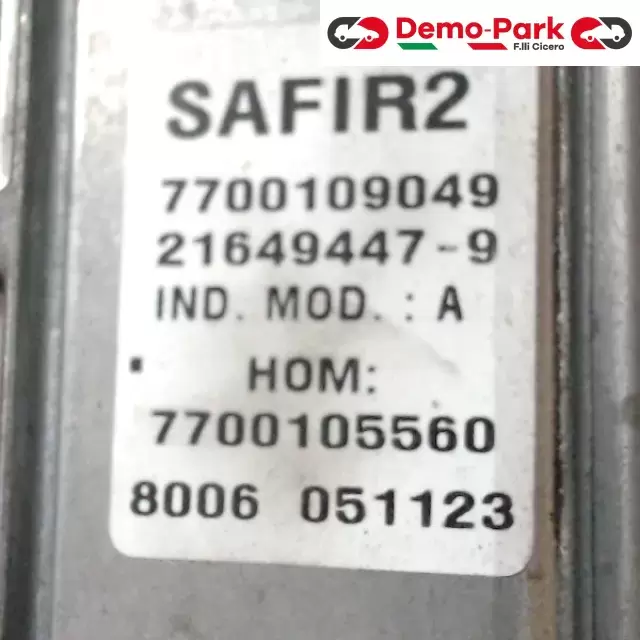 Demo-Park
F.lli Cicero
SAFIR2
7700109049
21649447-9
IND. MOD. : A
HOM:
7700105560
8006 051123